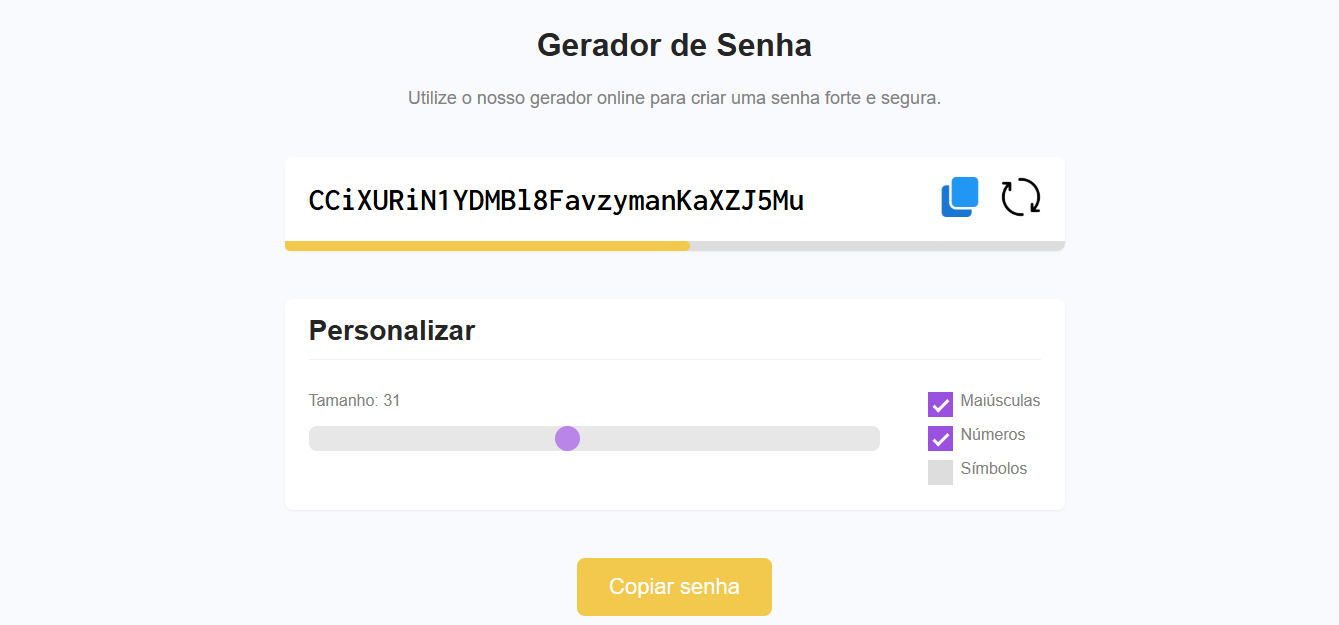 Gerador de Senha
Utilize o nosso gerador online para criar uma senha forte e segura.
CCiXURiN1YDMBl8FavzymanKaXZJ5Mu
Personalizar
Tamanho: 31
Maiúsculas
Números
Símbolos
Copiar senha